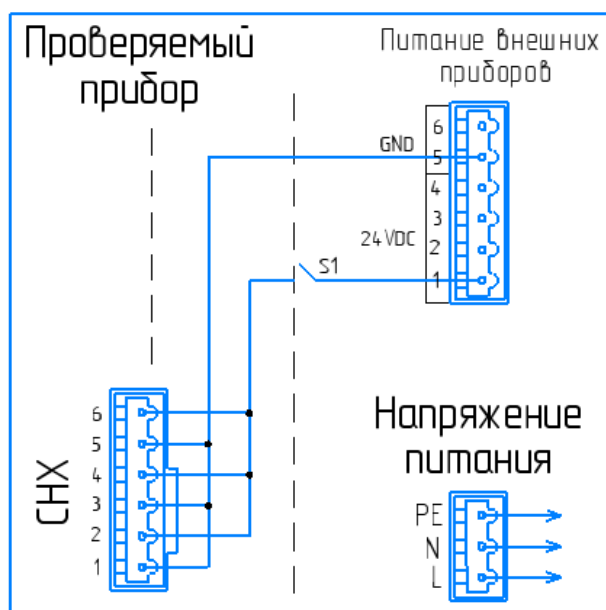 Проверяемый
прибор
Питание внешних
приборов
6
GND 5
4
3
24 VDC
2
S1
1
6
5
4
3
2
1
CHX
Напряжение
питания
PE
N
L